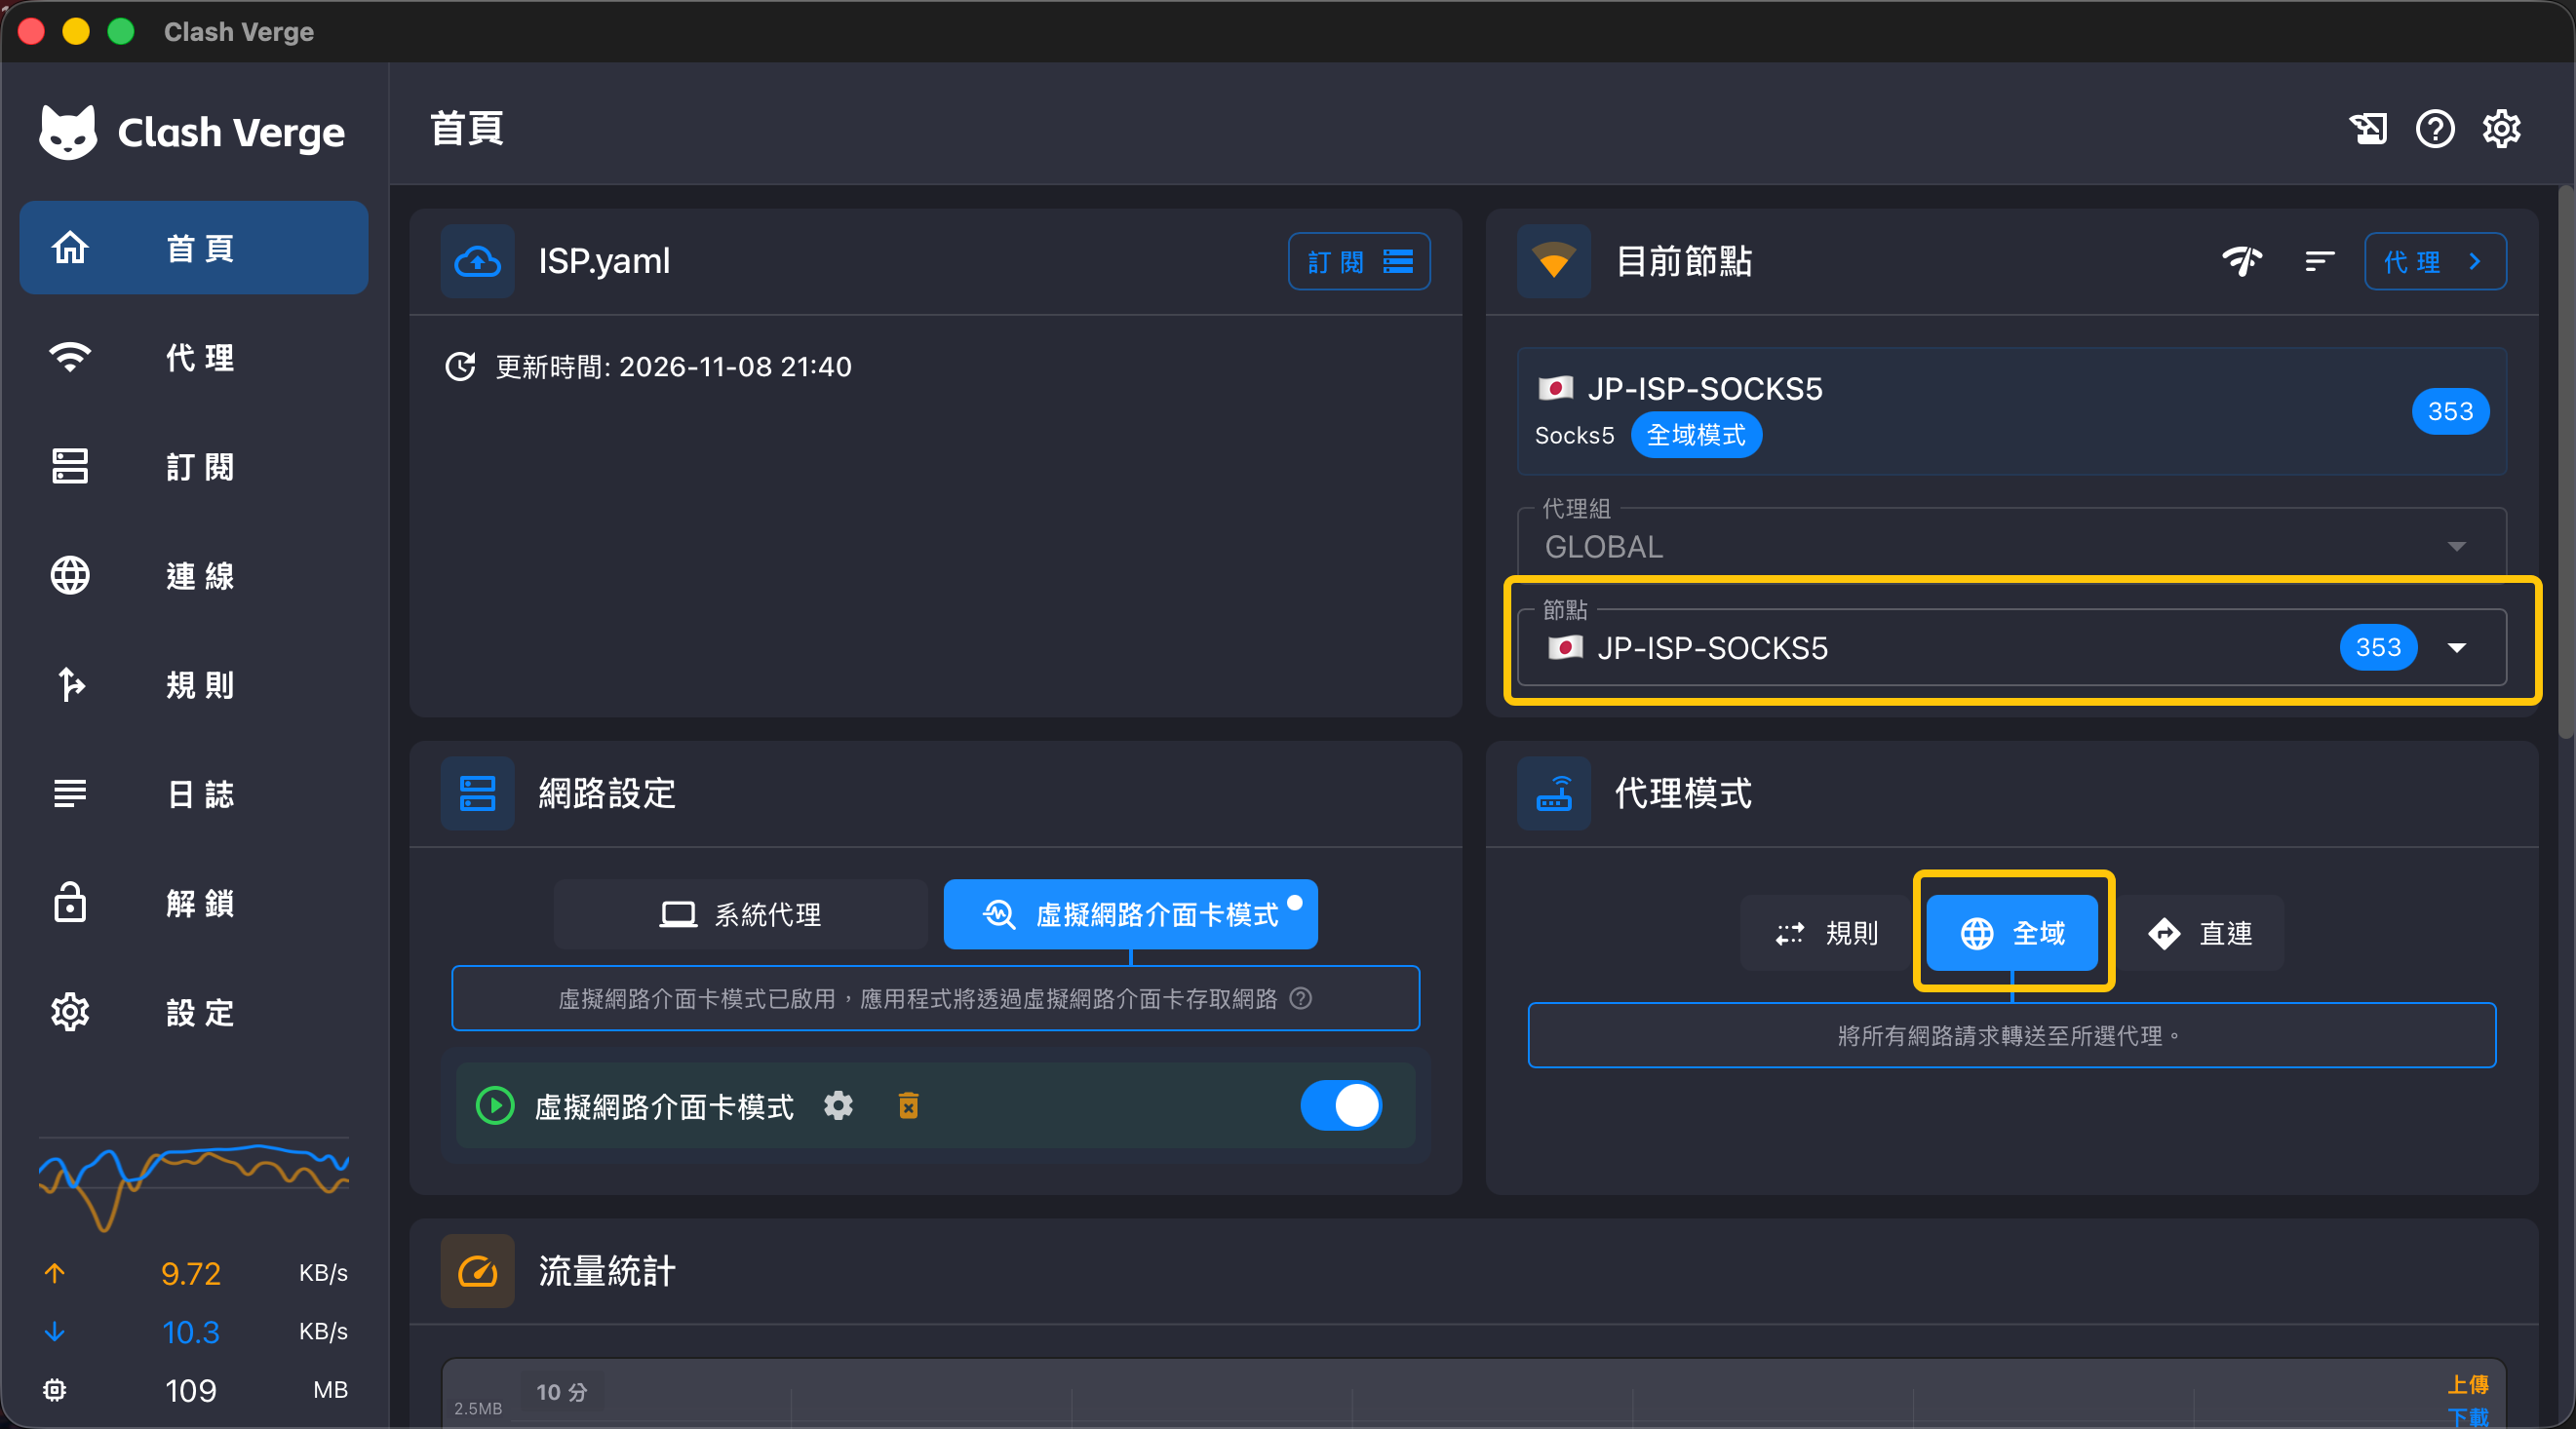 Clash Verge
Clash Verge
首頁
代理
訂閱
連線
規則
日誌
解鎖
設定
9.72 KB/s
10.3 KB/s
109 MB
首頁
ISP.yaml
訂閱
更新時間: 2026-11-08 21:40
目前節點
代理
JP-ISP-SOCKS5
Socks5 全域模式
353
代理組
GLOBAL
節點
JP-ISP-SOCKS5 353
網路設定
系統代理 虛擬網路介面卡模式
虛擬網路介面卡模式已啟用，應用程式將透過虛擬網路介面卡存取網路
虛擬網路介面卡模式
代理模式
規則 全域 直連
將所有網路請求轉送至所選代理。
流量統計
10 分
2.5MB
上傳
下載